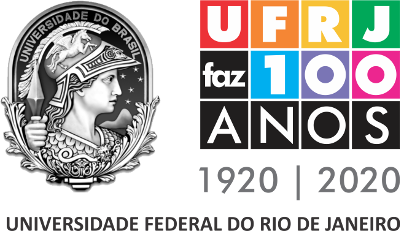 UNIVERSIDADE DO BRASIL
UFRJ
faz 100
ANOS
1920 | 2020
UNIVERSIDADE FEDERAL DO RIO DE JANEIRO